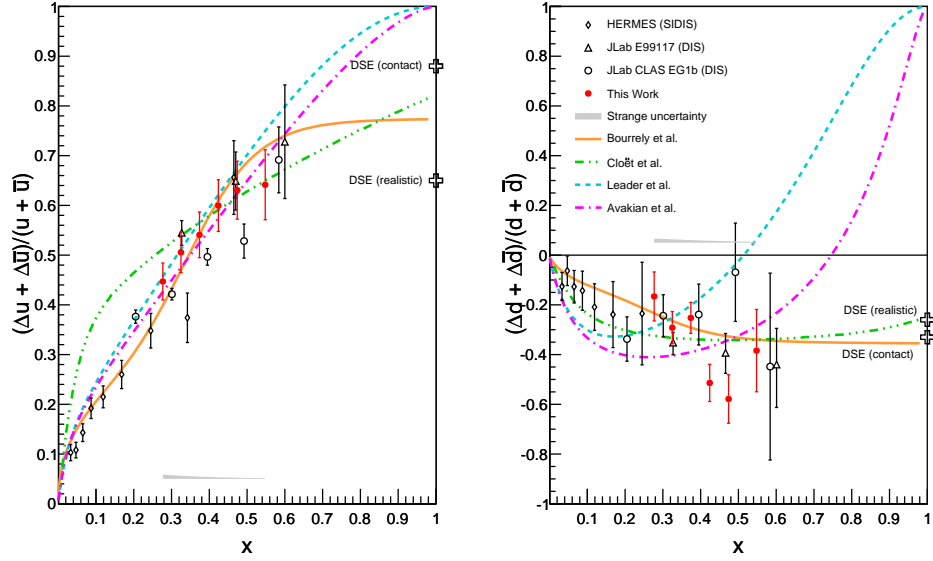 (Δu + Δu̅)/(u + u̅)
1
0.9
0.8
0.7
0.6
0.5
0.4
0.3
0.2
0.1
0
DSE (contact)
DSE (realistic)
0.1 0.2 0.3 0.4 0.5 0.6 0.7 0.8 0.9 1
x
(Δd + Δd̅)/(d + d̅)
1
0.8
0.6
0.4
0.2
0
-0.2
-0.4
-0.6
-0.8
-1
HERMES (SIDIS)
JLab E99117 (DIS)
JLab CLAS EG1b (DIS)
This Work
Strange uncertainty
Bourrely et al.
Cloët et al.
Leader et al.
Avakian et al.
DSE (realistic)
DSE (contact)
0.1 0.2 0.3 0.4 0.5 0.6 0.7 0.8 0.9 1
x